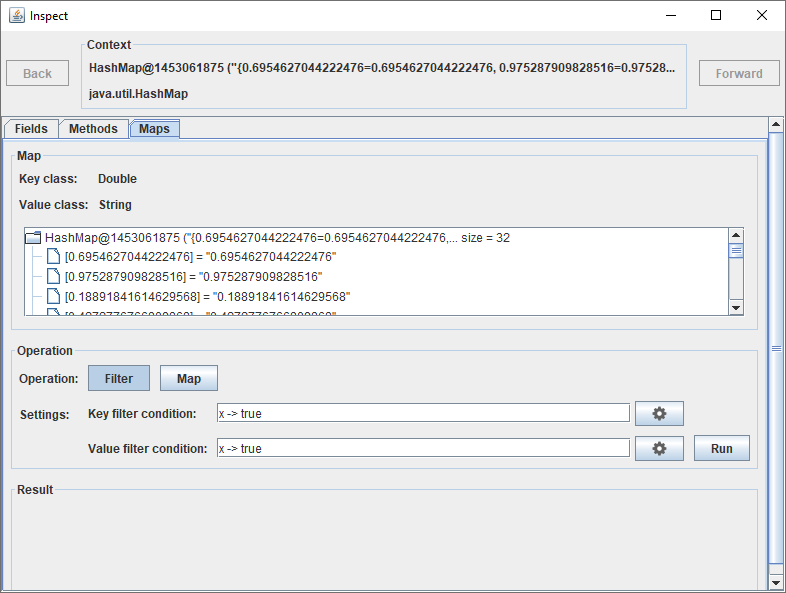 Inspect
Context
Back
HashMap@1453061875 ("{0.6954627044222476=0.6954627044222476, 0.975287909828516=0.97528...
Forward
java.util.HashMap
Fields Methods Maps
Map
Key class: Double
Value class: String
HashMap@1453061875 ("{0.6954627044222476=0.6954627044222476,... size = 32
[0.6954627044222476] = "0.6954627044222476"
[0.975287909828516] = "0.975287909828516"
[0.18891841614629568] = "0.18891841614629568"
Operation
Operation: Filter Map
Settings: Key filter condition: x -> true
Value filter condition: x -> true Run
Result